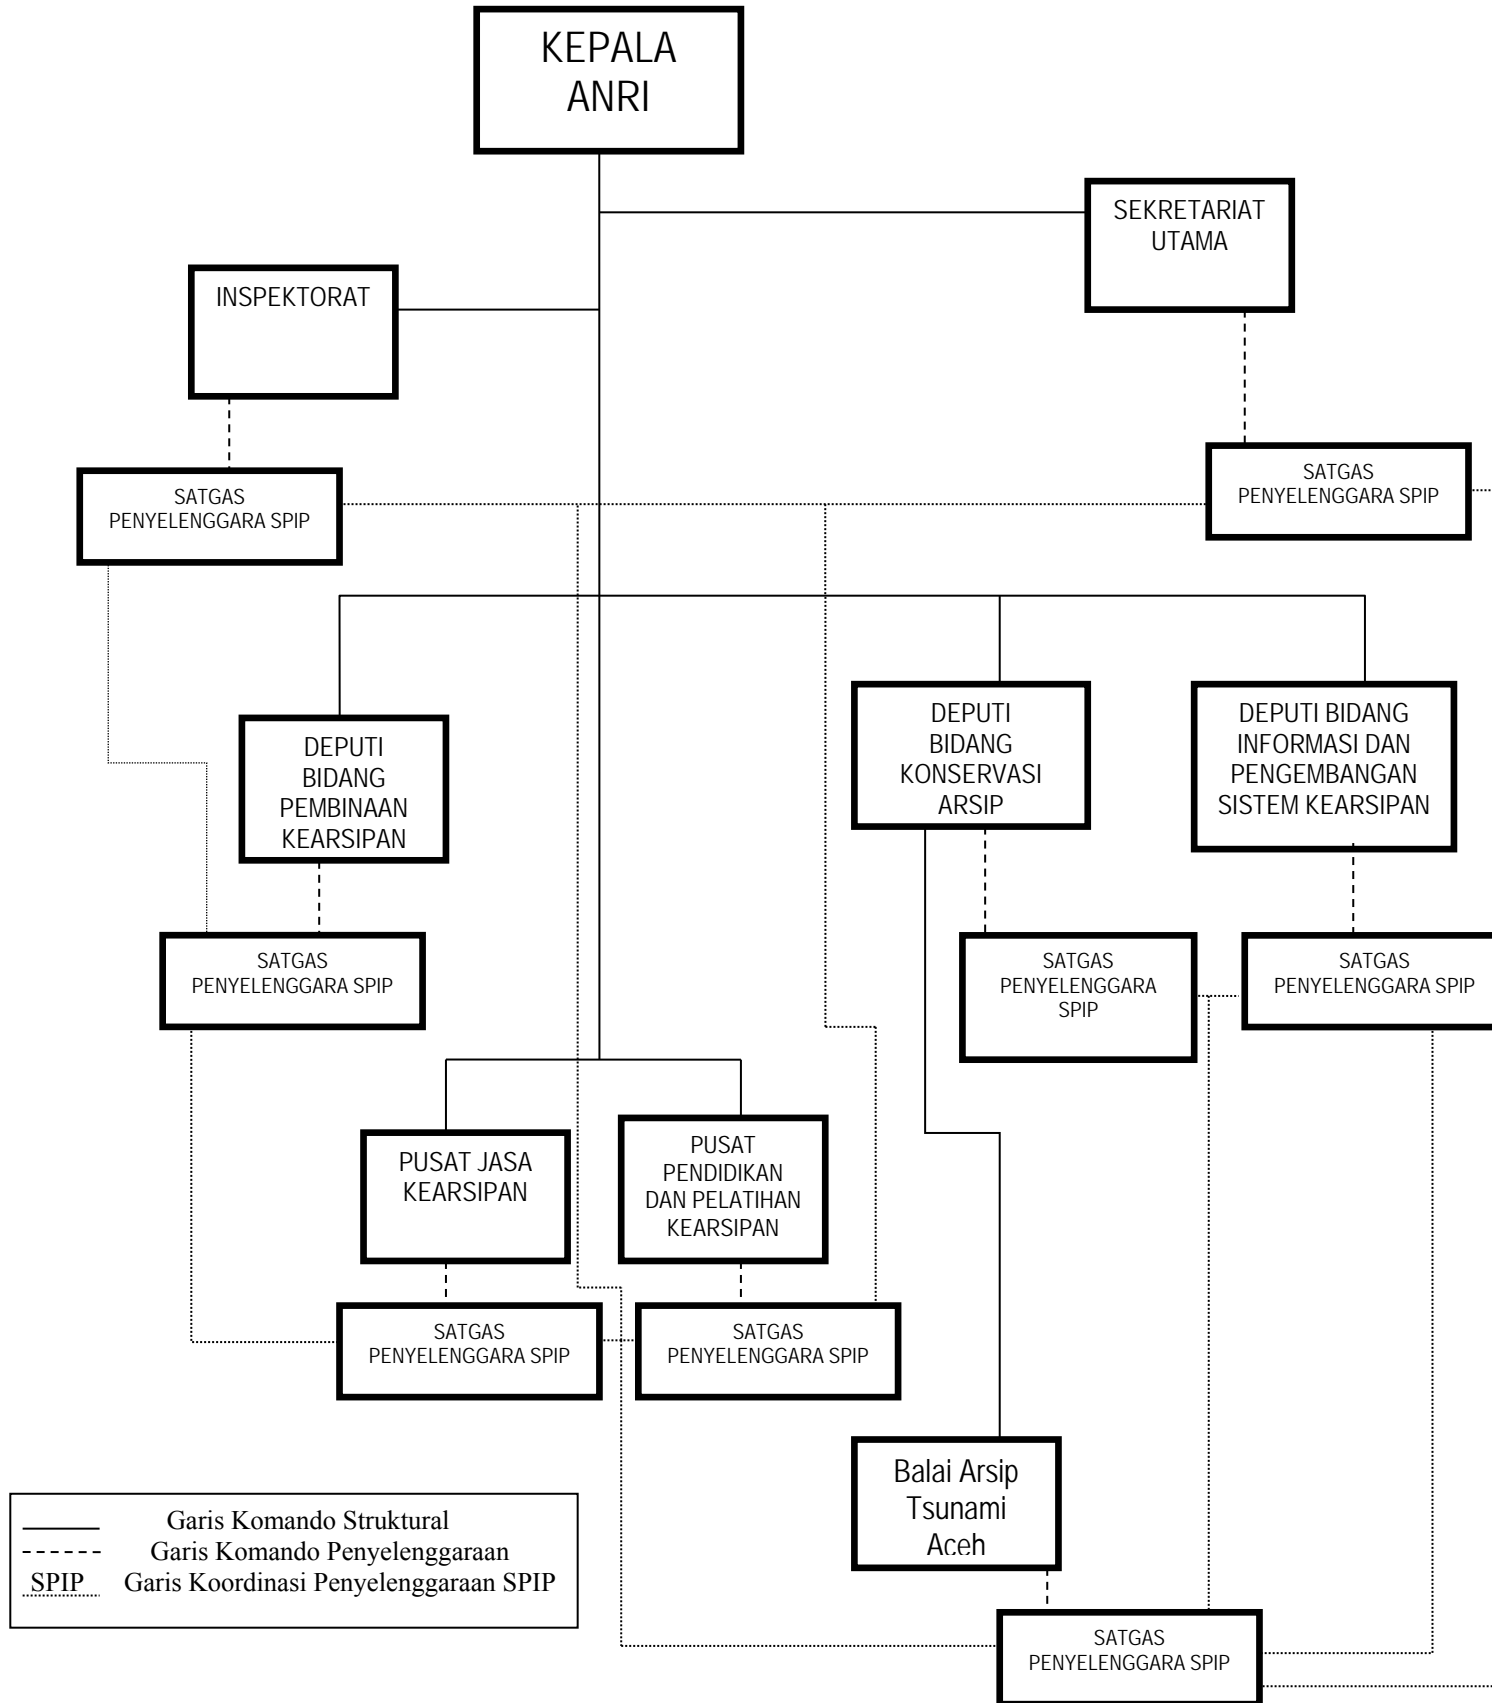 KEPALA
ANRI
SEKRETARIAT
UTAMA
INSPEKTORAT
SATGAS
PENYELENGGARA SPIP
SATGAS
PENYELENGGARA SPIP
DEPUTI
BIDANG
PEMBINAAN
KEARSIPAN
DEPUTI
BIDANG
KONSERVASI
ARSIP
DEPUTI BIDANG
INFORMASI DAN
PENGEMBANGAN
SISTEM KEARSIPAN
SATGAS
PENYELENGGARA SPIP
SATGAS
PENYELENGGARA
SPIP
SATGAS
PENYELENGGARA SPIP
PUSAT JASA
KEARSIPAN
PUSAT
PENDIDIKAN
DAN PELATIHAN
KEARSIPAN
SATGAS
PENYELENGGARA SPIP
SATGAS
PENYELENGGARA SPIP
Balai Arsip
Tsunami
Aceh
SATGAS
PENYELENGGARA SPIP
Garis Komando Struktural
Garis Komando Penyelenggaraan
SPIP Garis Koordinasi Penyelenggaraan SPIP